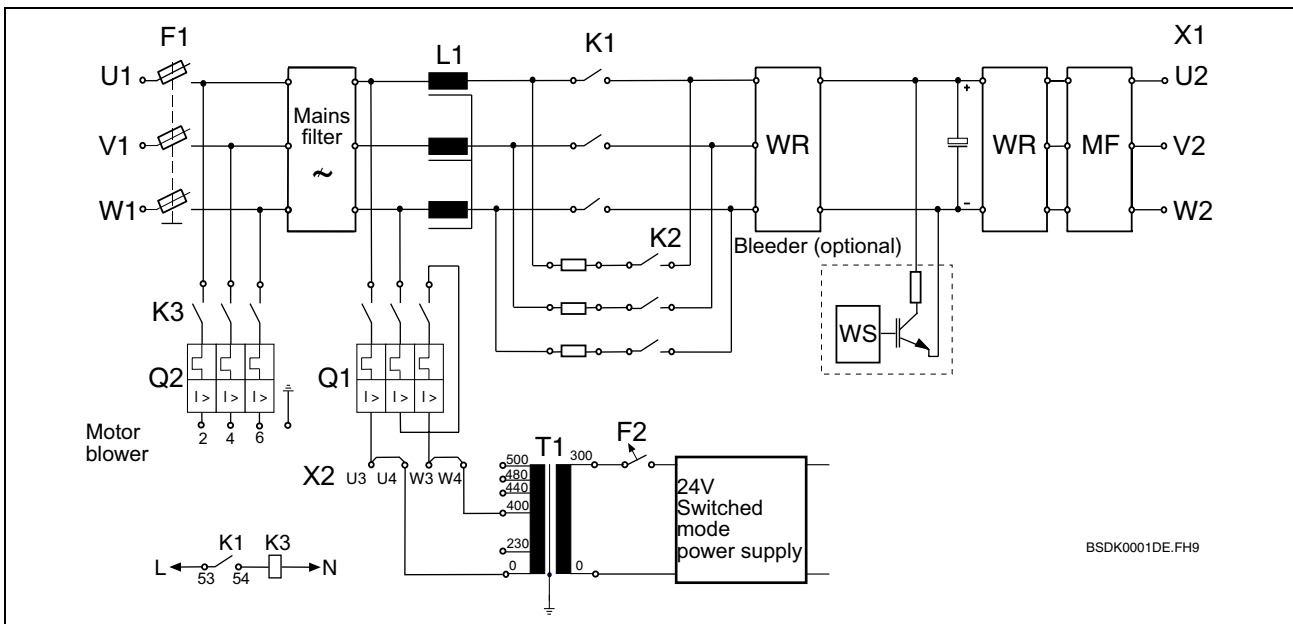 F1 L1 K1 X1
U1 U2
Mains
filter
~
WR + WR MF
V1 V2
W1 - W2
K2 Bleeder (optional)
K3
WS
Q2 Q1
I > I > I > I > I > I >
2 4 6
Motor
blower
X2 U3 U4 W3 W4
T1 F2
500 300
480
440
400
230
0 0
24V
Switched
mode
power supply
BSDK0001DE.FH9
K1 K3
L N
53 54